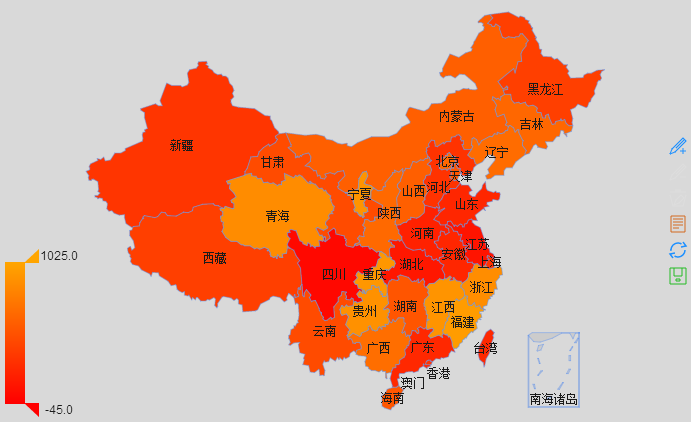 黑龙江
内蒙古
吉林
新疆
辽宁
甘肃
北京
天津
宁夏
山西
河北
青海
陕西
山东
河南
江苏
1025.0
西藏
安徽
上海
四川
重庆
湖北
浙江
贵州
湖南
江西
福建
云南
广西
广东
台湾
香港
澳门
海南
南海诸岛
-45.0